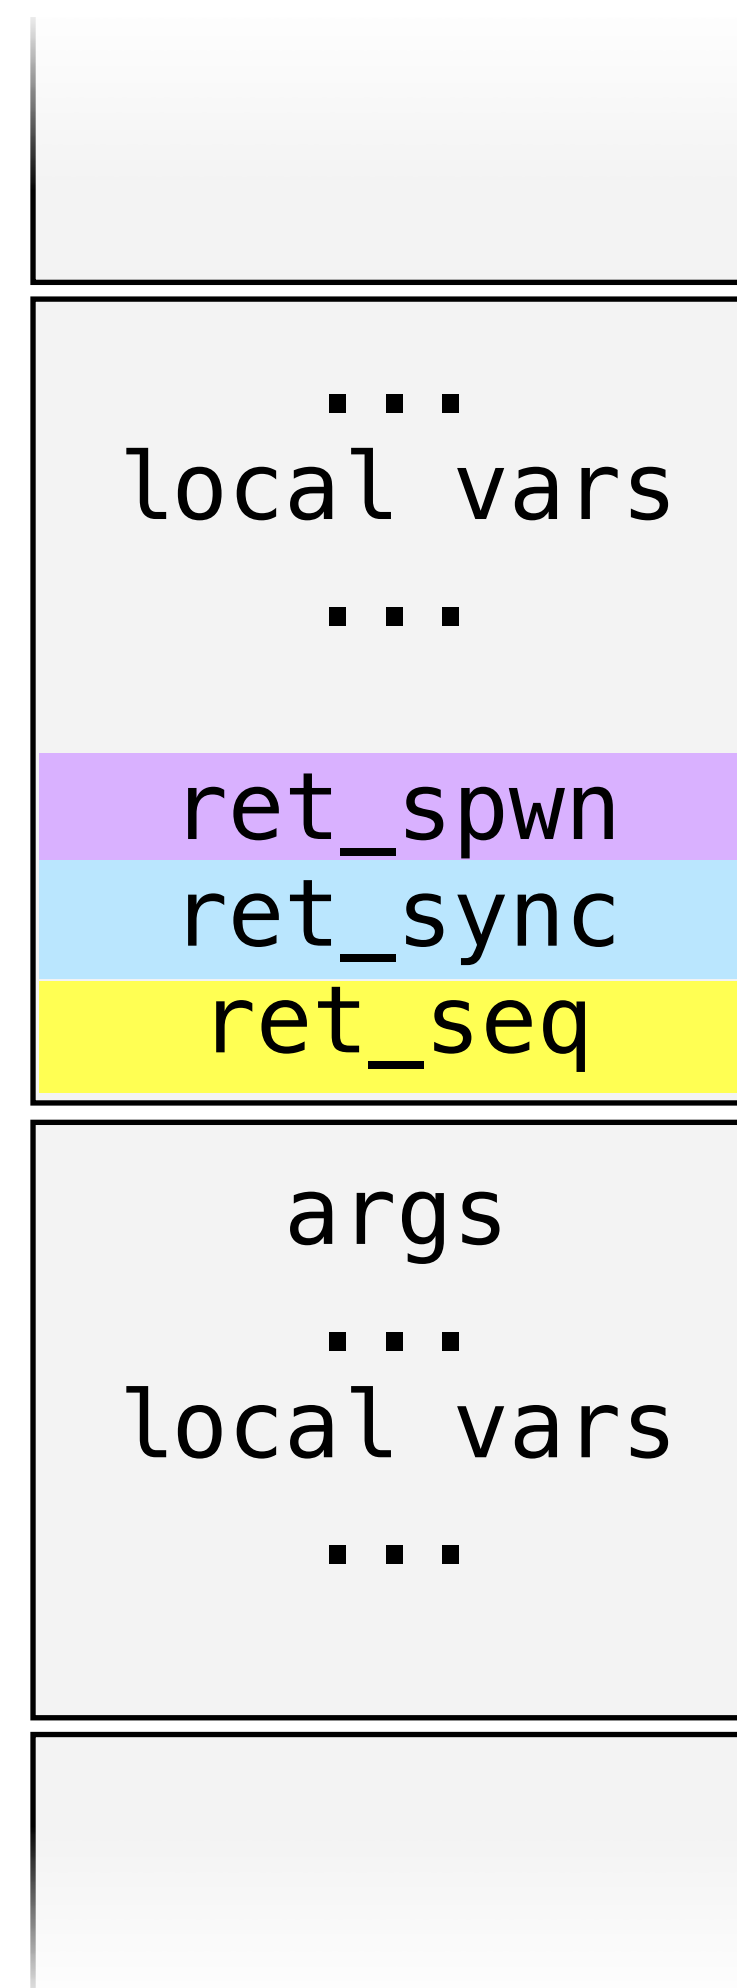 ...
local vars
...
ret_spwn
ret_sync
ret_seq
args
...
local vars
...